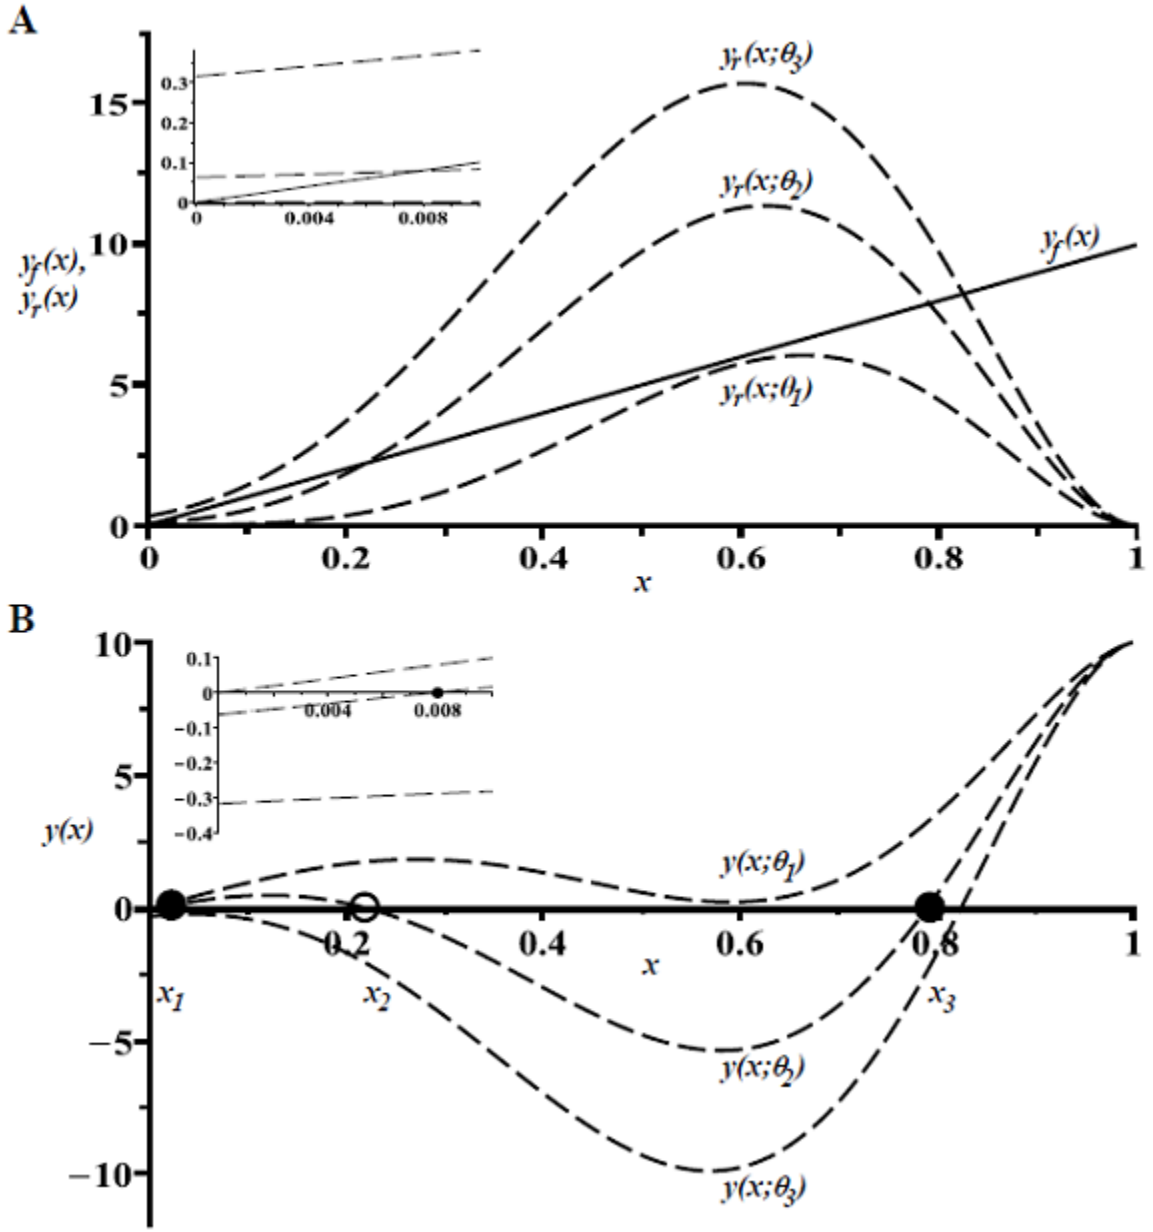 A
yᵣ(x;θ₃)
15
0.3
0.2
0.1
0
0 0.004 0.008
yᵣ(x;θ₂)
y_f(x),
yᵣ(x)
10
y_f(x)
5
yᵣ(x;θ₁)
0
0 0.2 0.4 0.6 0.8 1
x
B
10
0.1
0
0.004 0.008
−0.1
−0.2
−0.3
−0.4
5
y(x)
y(x;θ₁)
0
0.2 0.4 0.6 0.8 1
x
x₁ x₂ x₃
−5
y(x;θ₂)
−10
y(x;θ₃)